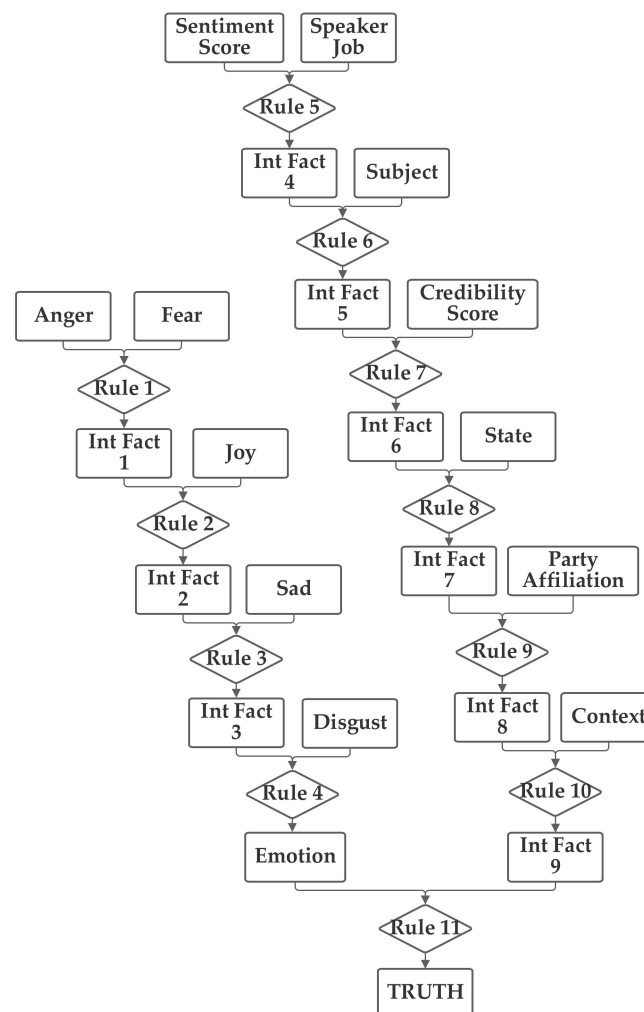 Sentiment
Score
Speaker
Job
Rule 5
Int Fact
4
Subject
Rule 6
Int Fact
5
Credibility
Score
Anger
Fear
Rule 7
Rule 1
Int Fact
6
State
Int Fact
1
Joy
Rule 8
Rule 2
Int Fact
7
Party
Affiliation
Int Fact
2
Sad
Rule 9
Rule 3
Int Fact
8
Context
Int Fact
3
Disgust
Rule 10
Rule 4
Emotion
Int Fact
9
Rule 11
TRUTH